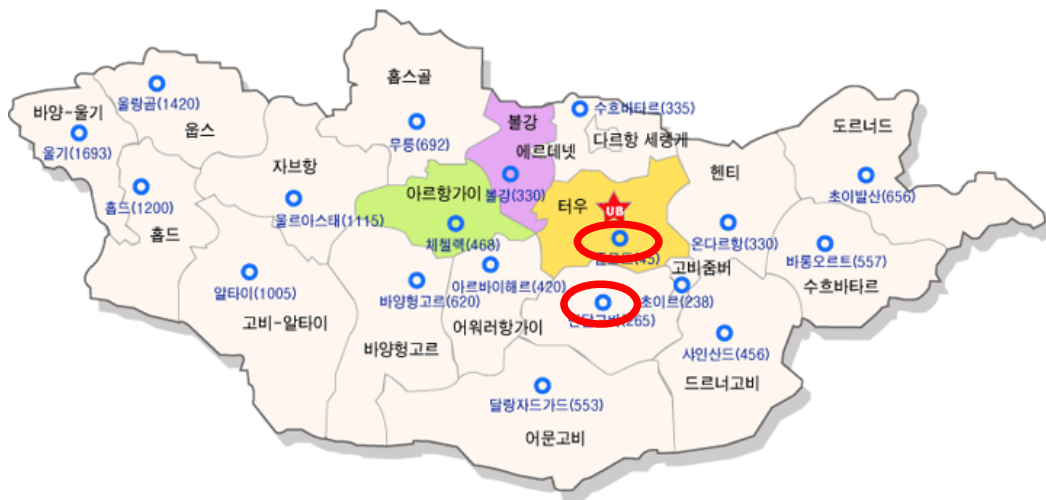 홉스골
울랑곰(1420)
바양-울기
수흐바타르(335)
볼강
도르너드
웁스
무릉(692)
다르항 세렝게
울기(1693)
에르데넷
자브항
헨티
아르항가이
볼강(330)
초이발산(656)
홉드(1200)
터우
UB
울르아스태(1115)
체첼랙(468)
온다르항(330)
홉드
바룽오르트(557)
고비줌버
알타이(1005)
바양헝고르(620)
아르바이해르(420)
수흐바타르
초이르(238)
고비-알타이
어워러항가이
바양헝고르
사인산드(456)
드르너고비
달랑자드가드(553)
어문고비